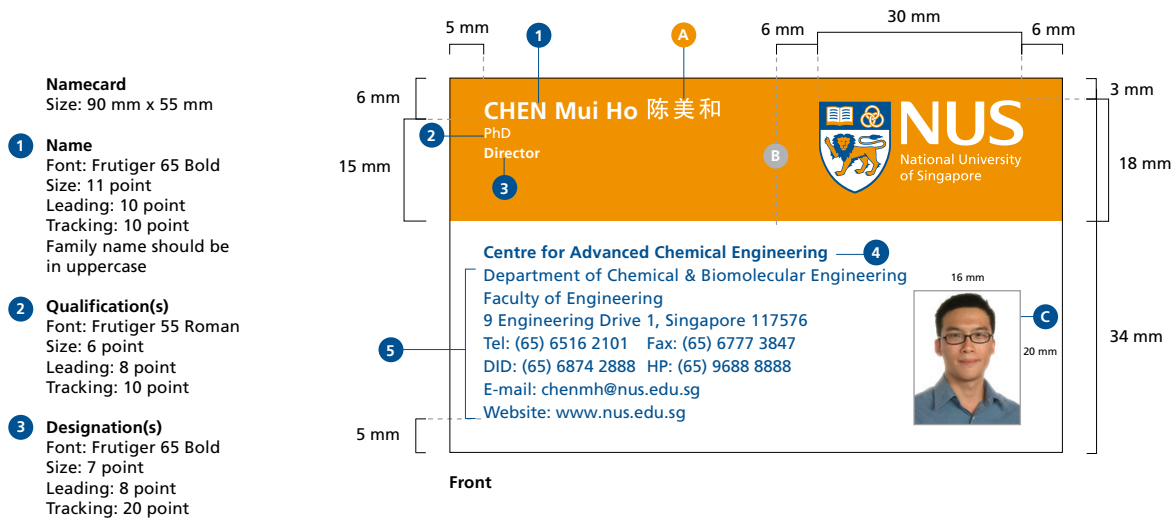 Namecard
Size: 90 mm x 55 mm
1 Name
Font: Frutiger 65 Bold
Size: 11 point
Leading: 10 point
Tracking: 10 point
Family name should be
in uppercase
2 Qualification(s)
Font: Frutiger 55 Roman
Size: 6 point
Leading: 8 point
Tracking: 10 point
3 Designation(s)
Font: Frutiger 65 Bold
Size: 7 point
Leading: 8 point
Tracking: 20 point
5 mm
1
A
6 mm
30 mm
6 mm
6 mm
15 mm
5 mm
3 mm
18 mm
34 mm
CHEN Mui Ho 陈美和
2
PhD
Director
3
B
NUS
National University
of Singapore
Centre for Advanced Chemical Engineering
4
Department of Chemical & Biomolecular Engineering
Faculty of Engineering
9 Engineering Drive 1, Singapore 117576
Tel: (65) 6516 2101 Fax: (65) 6777 3847
DID: (65) 6874 2888 HP: (65) 9688 8888
E-mail: chenmh@nus.edu.sg
Website: www.nus.edu.sg
5
16 mm
C
20 mm
Front